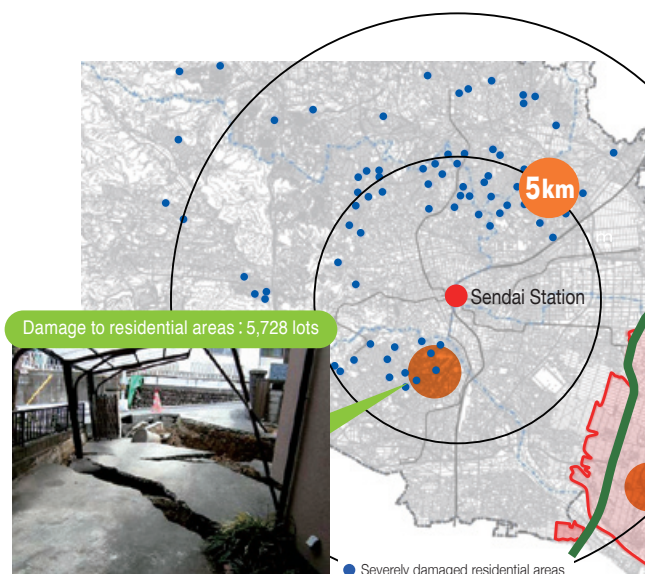 5km
Sendai Station
Damage to residential areas : 5,728 lots
Severely damaged residential areas